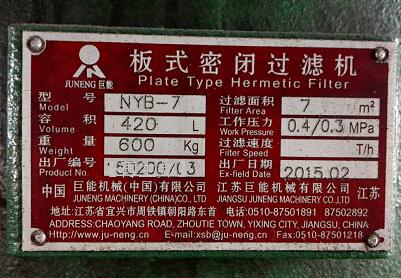 板式密闭过滤机
JUNENG 巨能
Plate Type Hermetic Filter
型号 Model NYB-7 过滤面积 Filter Area 7 m²
容积 Volume 420 L 工作压力 Work Pressure 0.4/0.3 MPa
重量 Weight 600 Kg 过滤速度 Filter Speed T/h
出厂编号 Product No. 出厂日期 Ex-field Date 2015.02
中国 巨能机械(中国)有限公司 江苏巨能机械有限公司 江苏
JUNENG MACHINERY(CHINA)CO., LTD JIANGSU JUNENG MACHINERY CO.,LTD
地址:江苏省宜兴市周铁镇朝阳路东首 电话:0510-87501891 87502892
ADDRESS:CHAOYANG ROAD, ZHOUTIE TOWN, YIXING CITY, JIANGSU, CHINA
Http://www.ju-neng.cn E-mail:xsb@ju-neng.cn Fax:0510-87501218